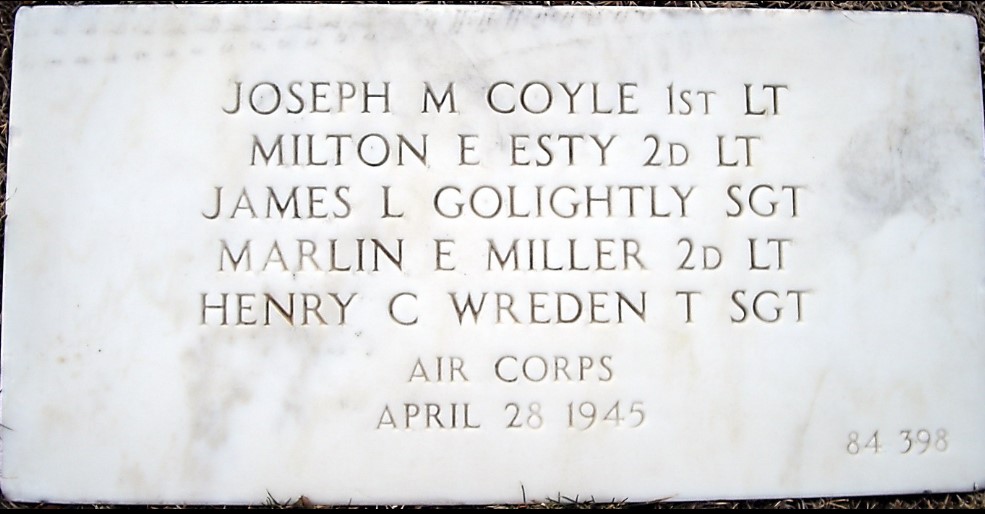 JOSEPH M COYLE 1ST LT
MILTON E ESTY 2D LT
JAMES L GOLIGHTLY SGT
MARLIN E MILLER 2D LT
HENRY C WREDEN T SGT
AIR CORPS
APRIL 28 1945
84 398